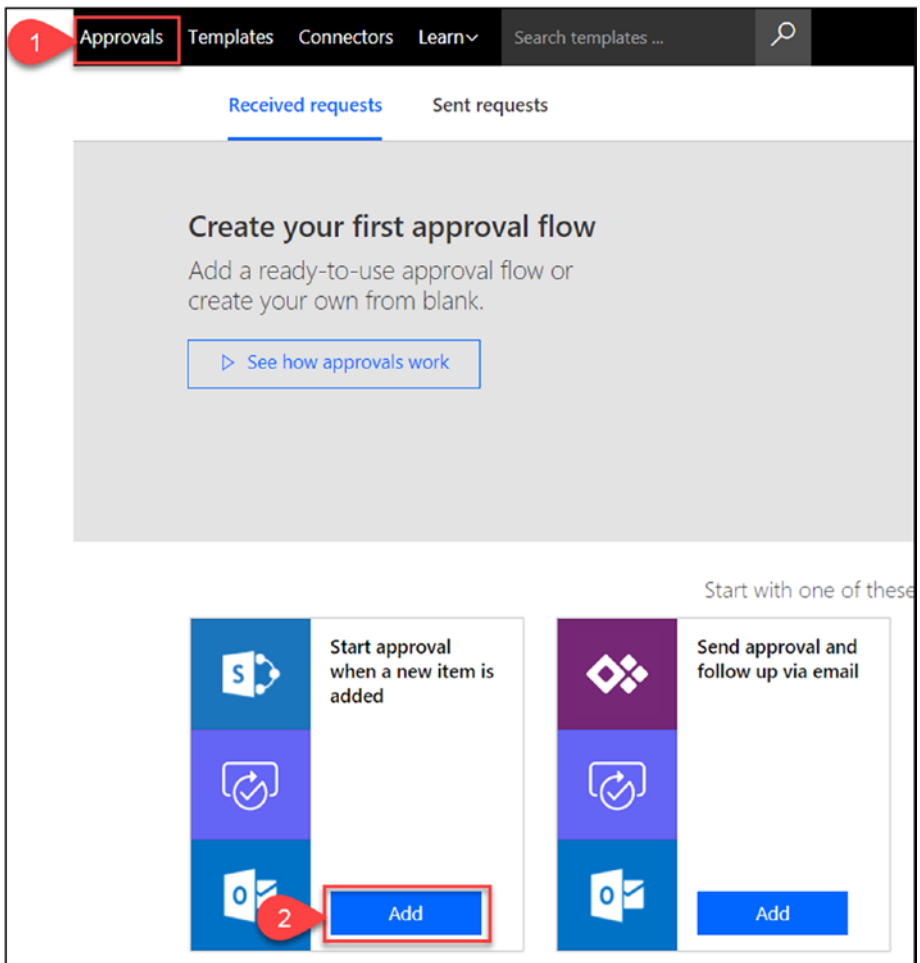 1 Approvals Templates Connectors Learn Search templates ...
Received requests Sent requests
Create your first approval flow
Add a ready-to-use approval flow or
create your own from blank.
See how approvals work
Start with one of these
S
Start approval
when a new item is
added
Send approval and
follow up via email
O
2
Add
O
Add